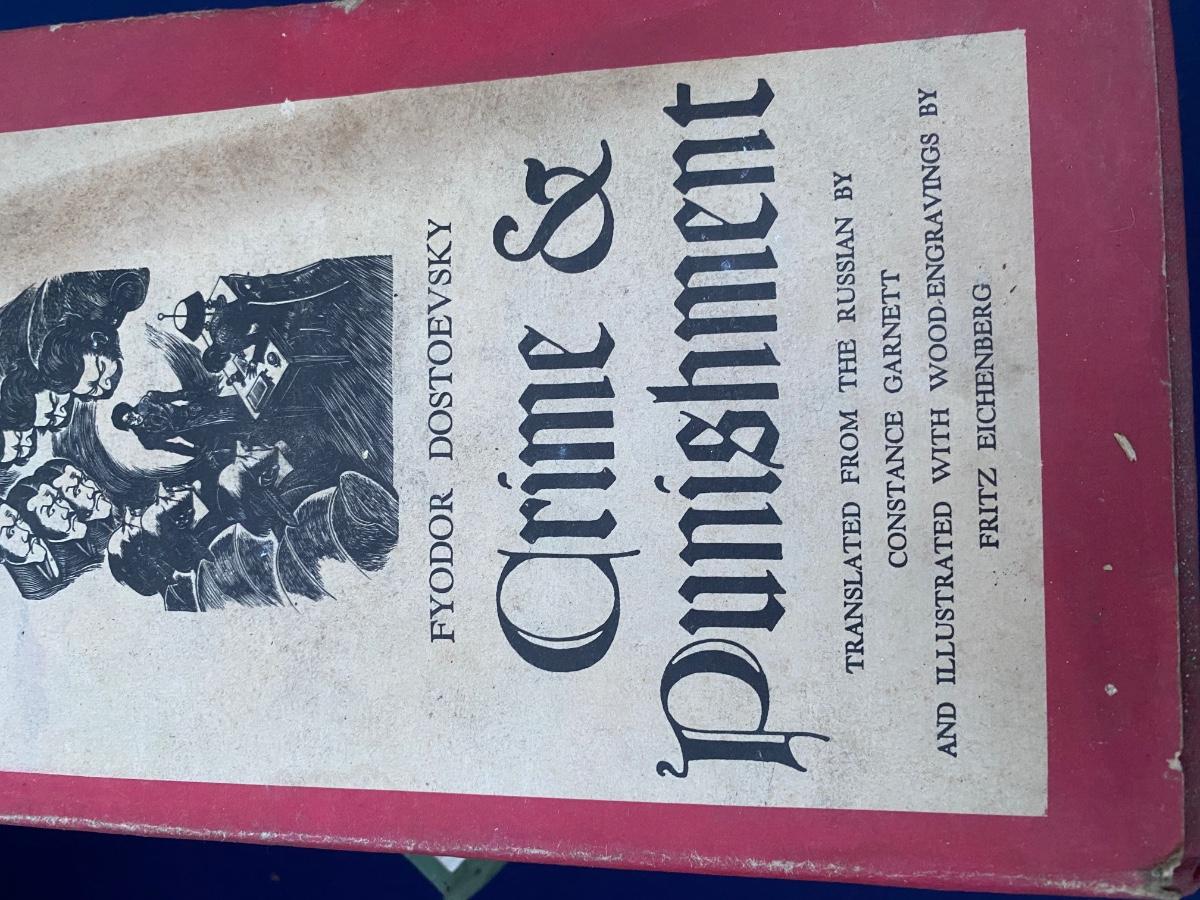 FYODOR DOSTOEVSKY
Crime &
Punishment
TRANSLATED FROM THE RUSSIAN BY
CONSTANCE GARNETT
AND ILLUSTRATED WITH WOOD-ENGRAVINGS BY
FRITZ EICHENBERG